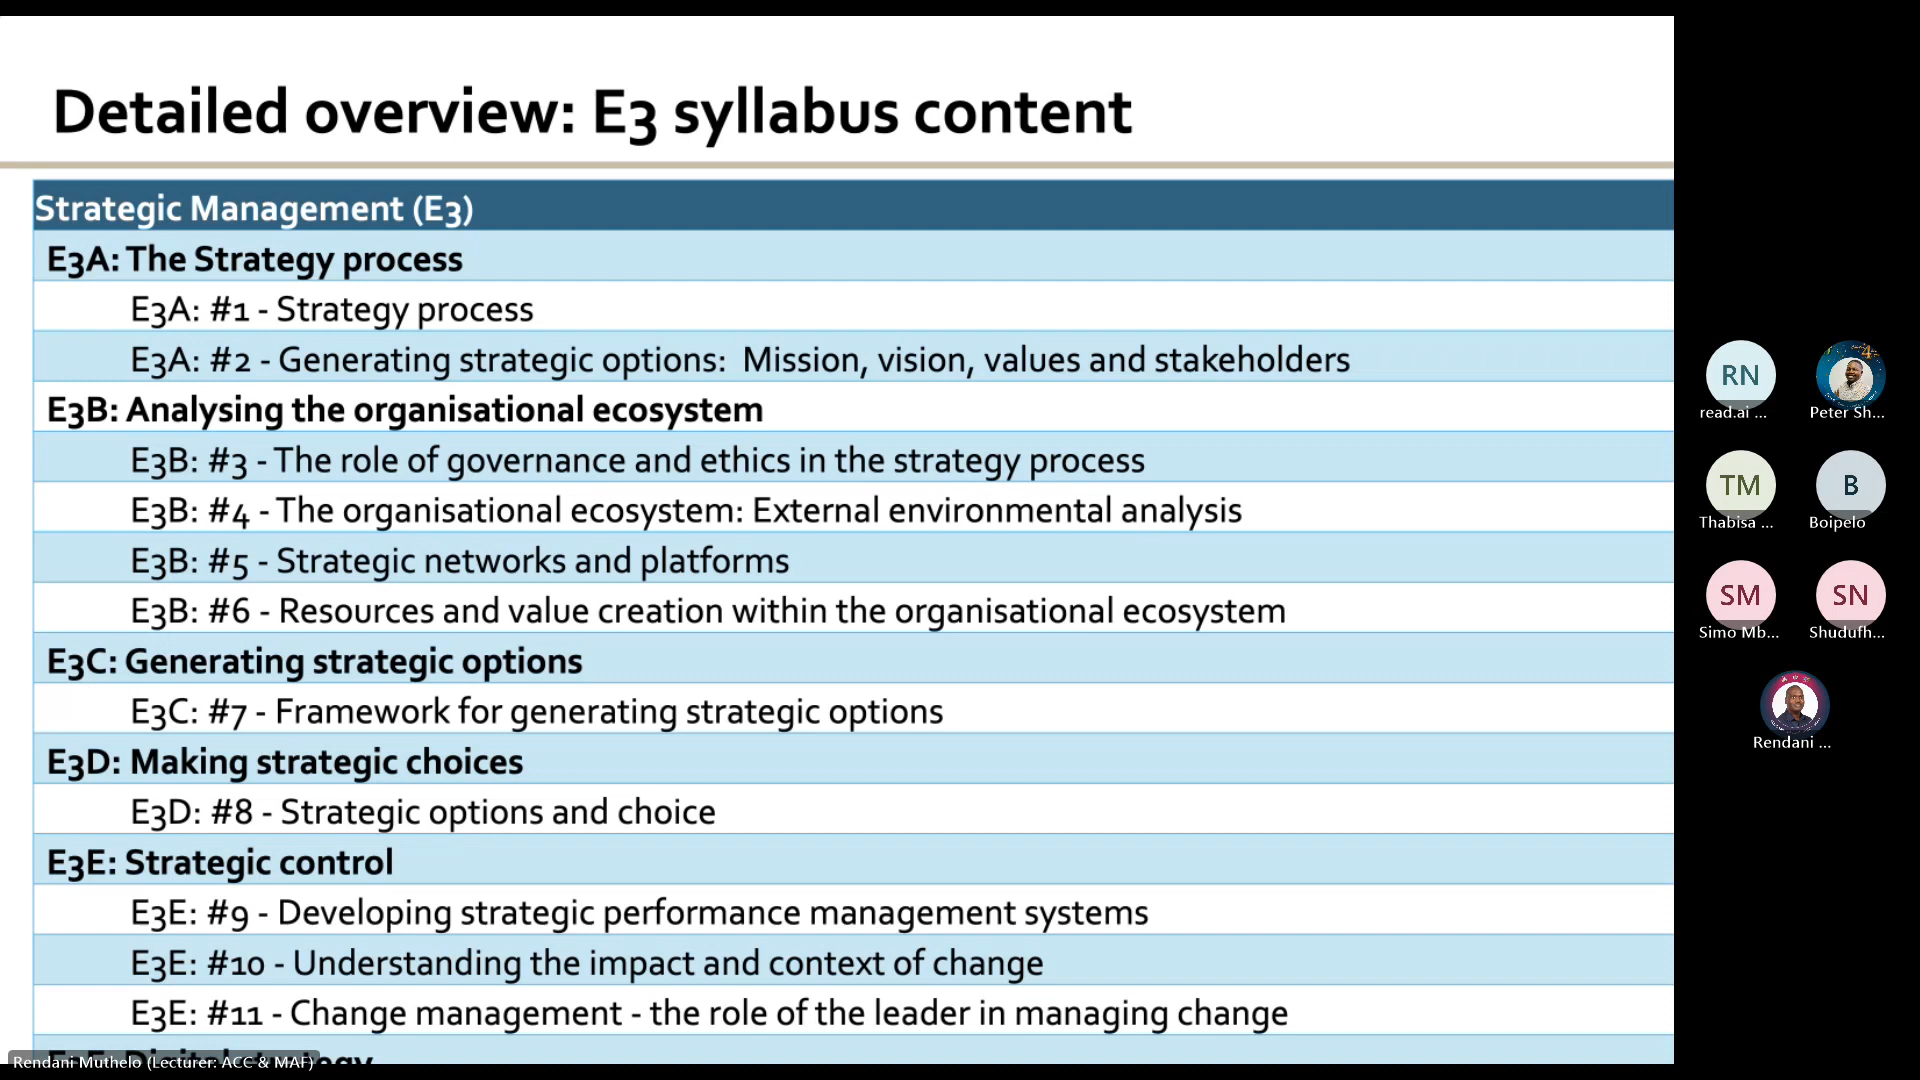 Detailed overview: E3 syllabus content
Strategic Management (E3)
E3A: The Strategy process
E3A: #1 - Strategy process
E3A: #2 - Generating strategic options: Mission, vision, values and stakeholders
E3B: Analysing the organisational ecosystem
E3B: #3 - The role of governance and ethics in the strategy process
E3B: #4 - The organisational ecosystem: External environmental analysis
E3B: #5 - Strategic networks and platforms
E3B: #6 - Resources and value creation within the organisational ecosystem
E3C: Generating strategic options
E3C: #7 - Framework for generating strategic options
E3D: Making strategic choices
E3D: #8 - Strategic options and choice
E3E: Strategic control
E3E: #9 - Developing strategic performance management systems
E3E: #10 - Understanding the impact and context of change
E3E: #11 - Change management - the role of the leader in managing change
Rendani Muthelo (Lecturer: ACC & MAF)
RN
read.ai ...
Peter Sh...
TM
Thabisa ...
B
Boipelo
SM
Simo Mb...
SN
Shudufh...
Rendani ...